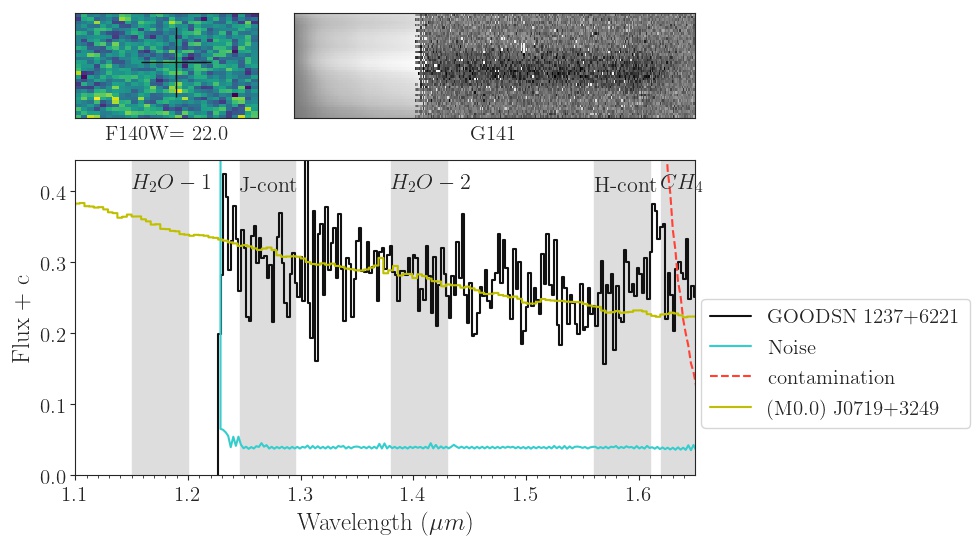 F140W= 22.0
G141
H₂O − 1
J-cont
H₂O − 2
H-cont
CH₄
0.4
0.3
0.2
0.1
0.0
Flux + c
1.1
1.2
1.3
1.4
1.5
1.6
Wavelength (μm)
GOODSN 1237+6221
Noise
contamination
(M0.0) J0719+3249